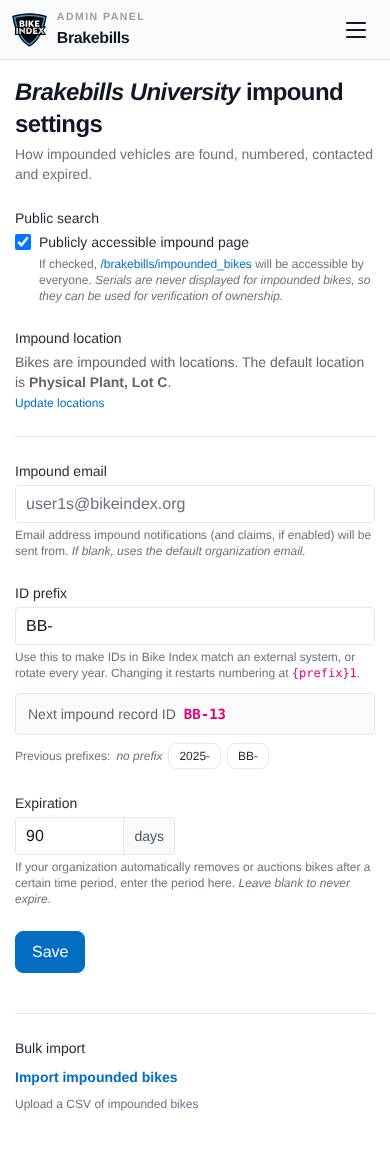 BIKE
INDEX
ADMIN PANEL
Brakebills
Brakebills University impound
settings
How impounded vehicles are found, numbered, contacted
and expired.
Public search
Publicly accessible impound page
If checked, /brakebills/impounded_bikes will be accessible by
everyone. Serials are never displayed for impounded bikes, so
they can be used for verification of ownership.
Impound location
Bikes are impounded with locations. The default location
is Physical Plant, Lot C.
Update locations
Impound email
user1s@bikeindex.org
Email address impound notifications (and claims, if enabled) will be
sent from. If blank, uses the default organization email.
ID prefix
BB-
Use this to make IDs in Bike Index match an external system, or
rotate every year. Changing it restarts numbering at {prefix}1.
Next impound record ID BB-13
Previous prefixes: no prefix 2025- BB-
Expiration
90 days
If your organization automatically removes or auctions bikes after a
certain time period, enter the period here. Leave blank to never
expire.
Save
Bulk import
Import impounded bikes
Upload a CSV of impounded bikes